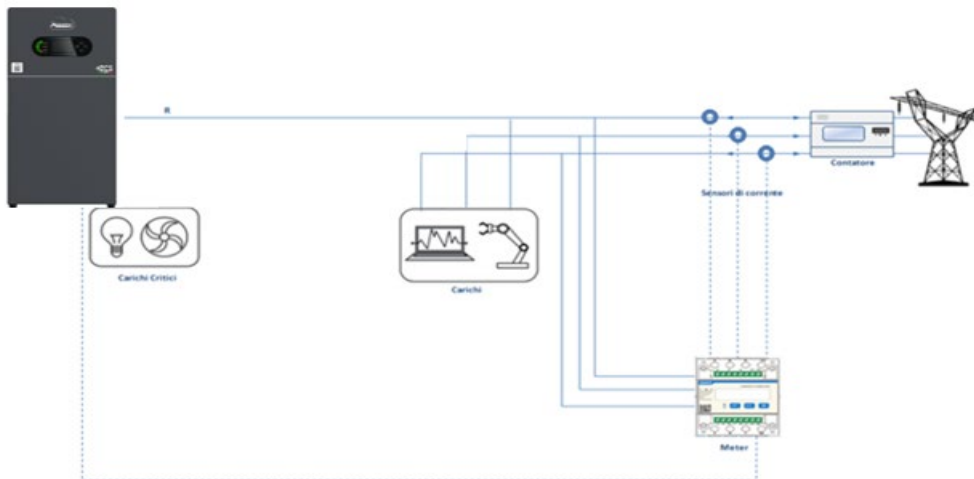 R
Contatore
Sensori di corrente
Carichi Critici
Carichi
Meter